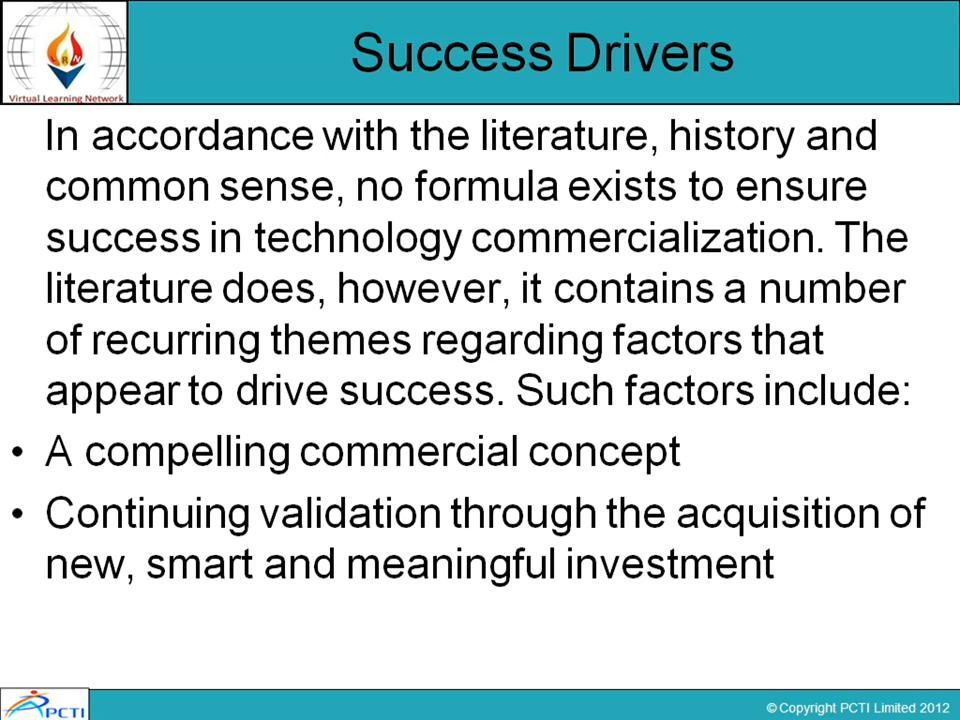 Success Drivers
RN
Virtual Learning Network
In accordance with the literature, history and
common sense, no formula exists to ensure
success in technology commercialization. The
literature does, however, it contains a number
of recurring themes regarding factors that
appear to drive success. Such factors include:
• A compelling commercial concept
• Continuing validation through the acquisition of
new, smart and meaningful investment
PCTI
© Copyright PCTI Limited 2012